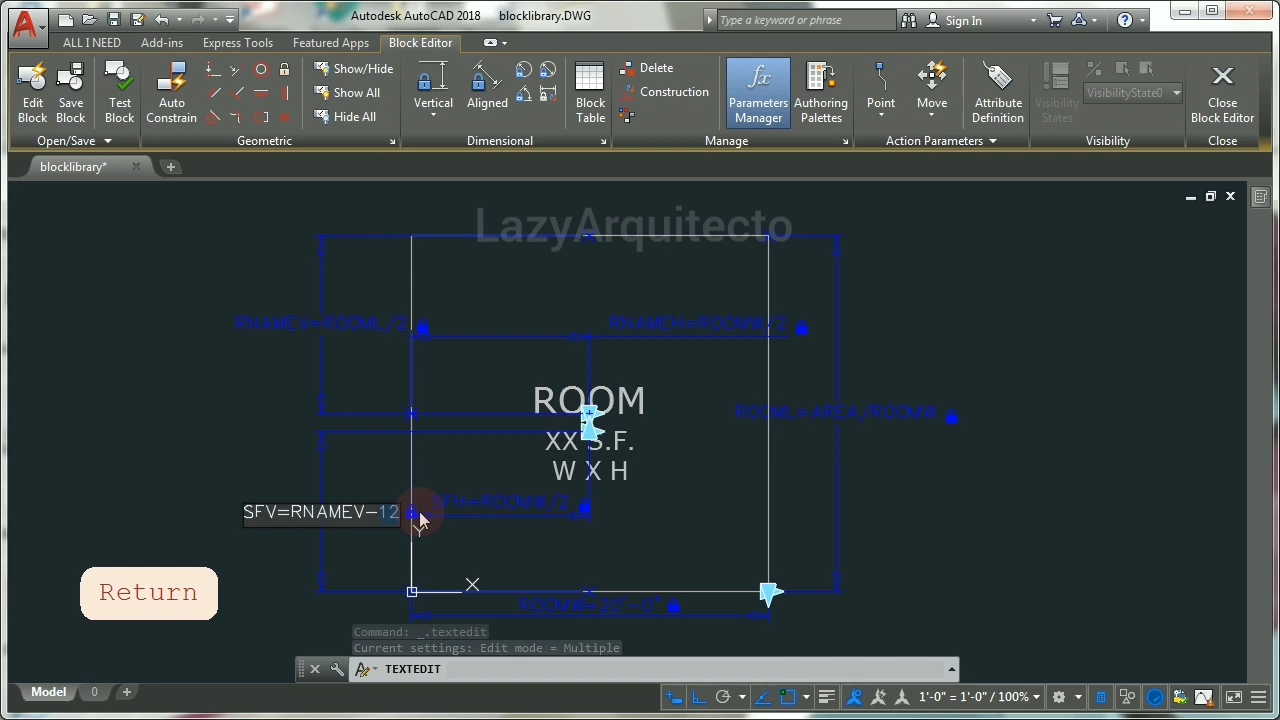 Autodesk AutoCAD 2018 blocklibrary.DWG
Type a keyword or phrase
Sign In
ALL I NEED
Add-ins
Express Tools
Featured Apps
Block Editor
Edit Block
Save Block
Test Block
Auto Constrain
Show/Hide
Show All
Hide All
Vertical
Aligned
Block Table
Delete
Construction
Parameters Manager
Authoring Palettes
Point
Move
Attribute Definition
Visibility States
VisibilityState0
Close Block Editor
Open/Save
Geometric
Dimensional
Manage
Action Parameters
Visibility
Close
blocklibrary*
LazyArquitecto
RNAMEV=ROOML/2
RNAMEH=ROOMW/2
ROOM
ROOML=AREA/ROOMW
XX S.F.
W X H
SFH=ROOMW/2
SFV=RNAMEV-12
Y
X
Return
ROOMW=20'-0"
Command: _.textedit
Current settings: Edit mode = Multiple
TEXTEDIT
Model
0
1'-0" = 1'-0" / 100%